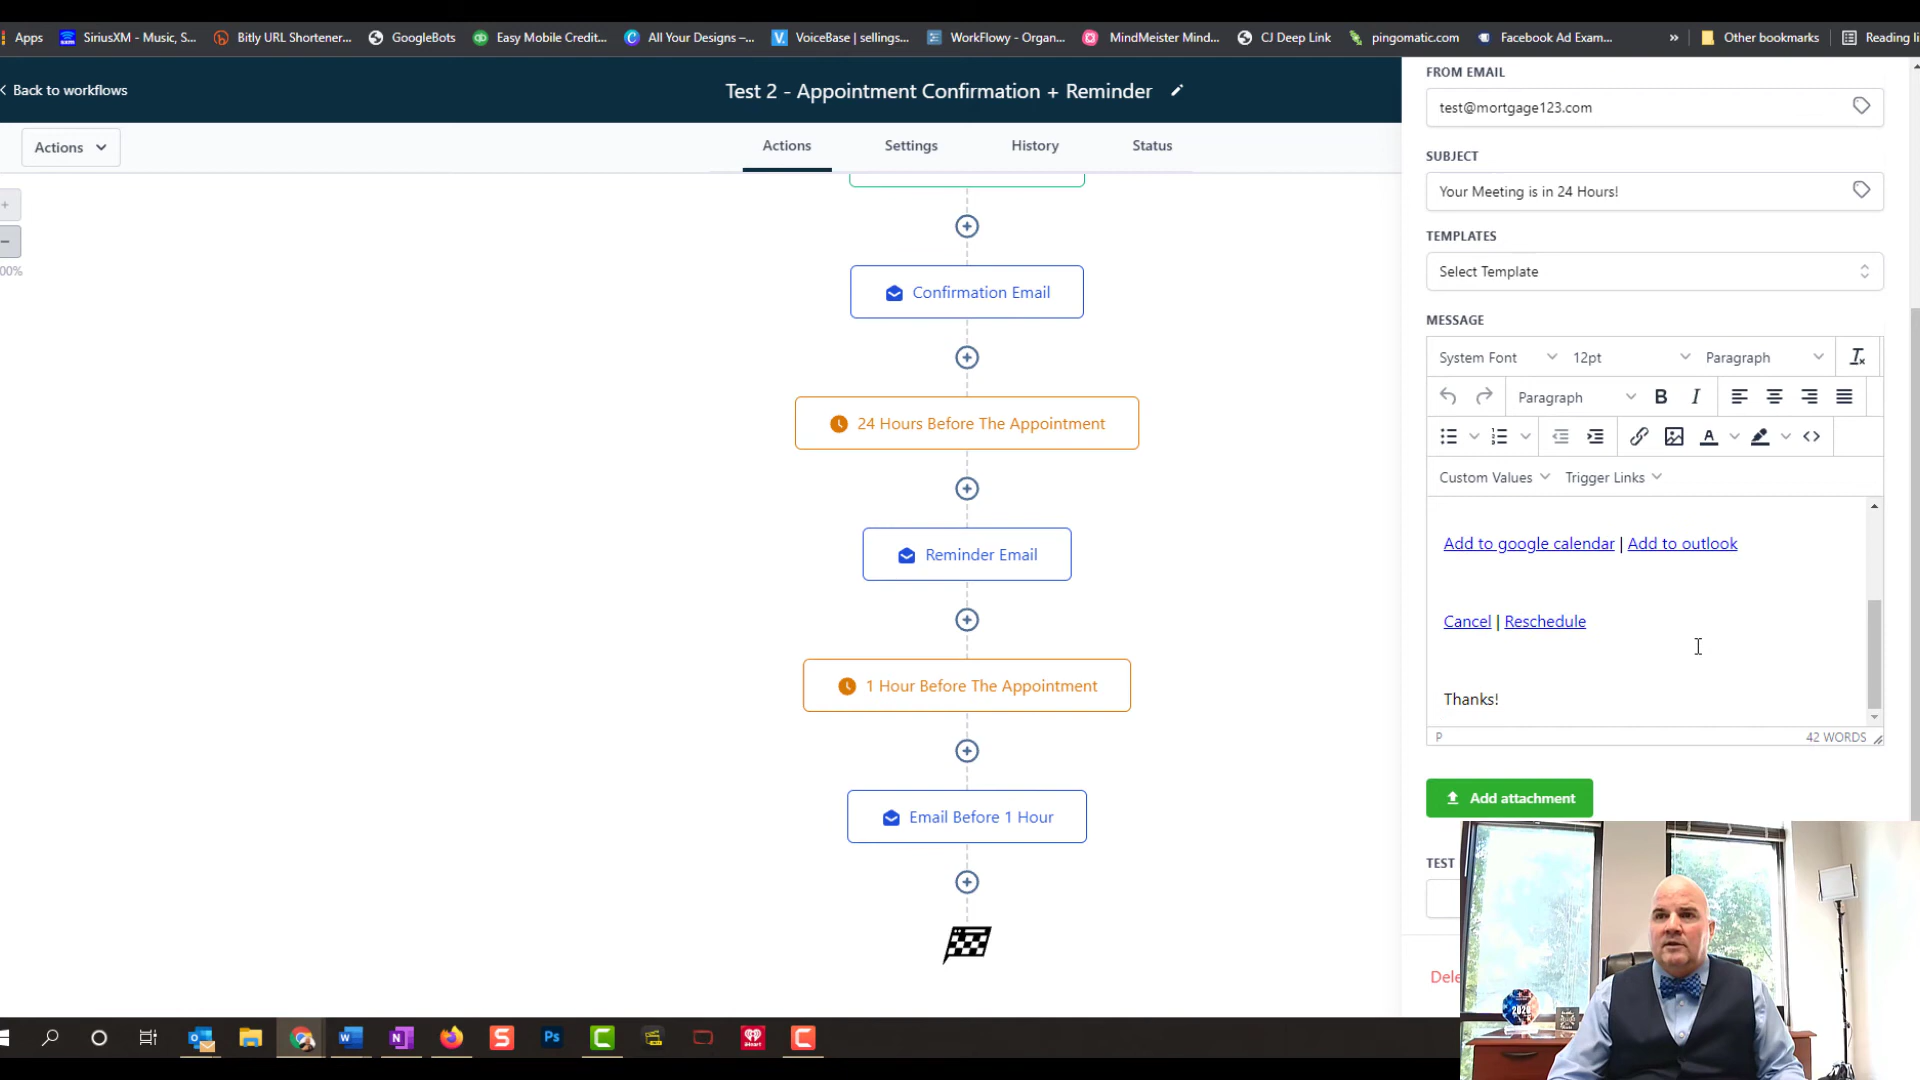 Apps SiriusXM - Music, S... Bitly URL Shortener... GoogleBots Easy Mobile Credit... All Your Designs –... VoiceBase | sellings... WorkFlowy - Organ... MindMeister Mind... CJ Deep Link pingomatic.com Facebook Ad Exam... » Other bookmarks Reading li
Back to workflows
Test 2 - Appointment Confirmation + Reminder
Actions
Actions Settings History Status
00%
Confirmation Email
24 Hours Before The Appointment
Reminder Email
1 Hour Before The Appointment
Email Before 1 Hour
FROM EMAIL
test@mortgage123.com
SUBJECT
Your Meeting is in 24 Hours!
TEMPLATES
Select Template
MESSAGE
System Font 12pt Paragraph
Paragraph B I
A
Custom Values Trigger Links
Add to google calendar | Add to outlook
Cancel | Reschedule
Thanks!
P 42 WORDS
Add attachment
TEST
Dele
2020